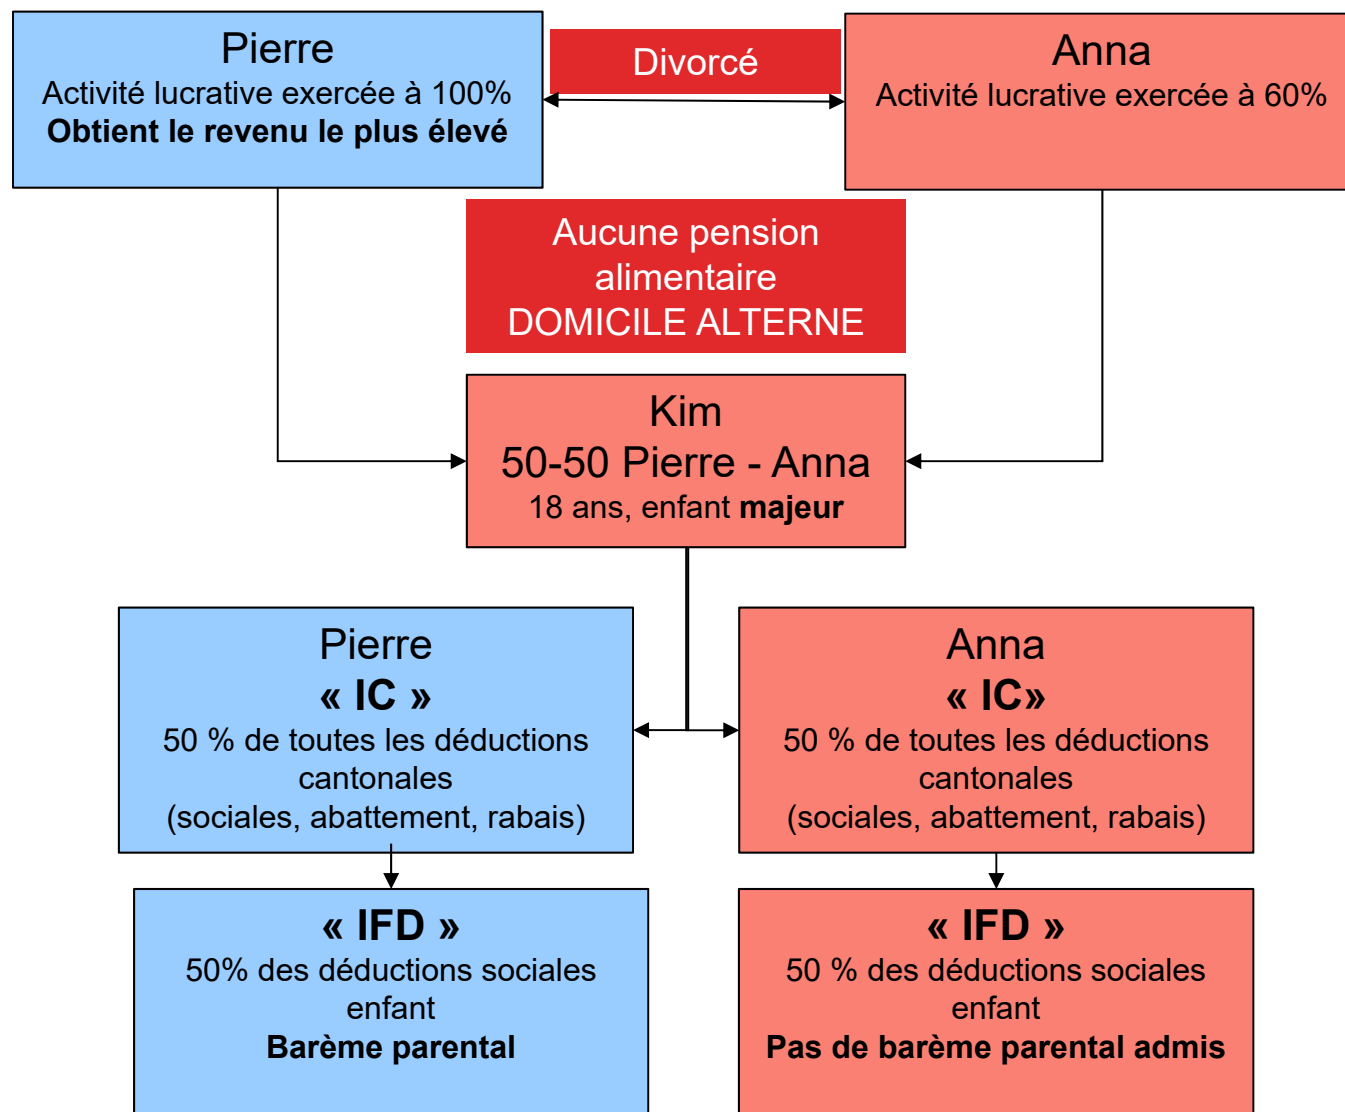 Pierre
Activité lucrative exercée à 100%
Obtient le revenu le plus élevé
Divorcé
Anna
Activité lucrative exercée à 60%
Aucune pension
alimentaire
DOMICILE ALTERNE
Kim
50-50 Pierre - Anna
18 ans, enfant majeur
Pierre
« IC »
50 % de toutes les déductions
cantonales
(sociales, abattement, rabais)
Anna
« IC»
50 % de toutes les déductions
cantonales
(sociales, abattement, rabais)
« IFD »
50% des déductions sociales
enfant
Barème parental
« IFD »
50 % des déductions sociales
enfant
Pas de barème parental admis